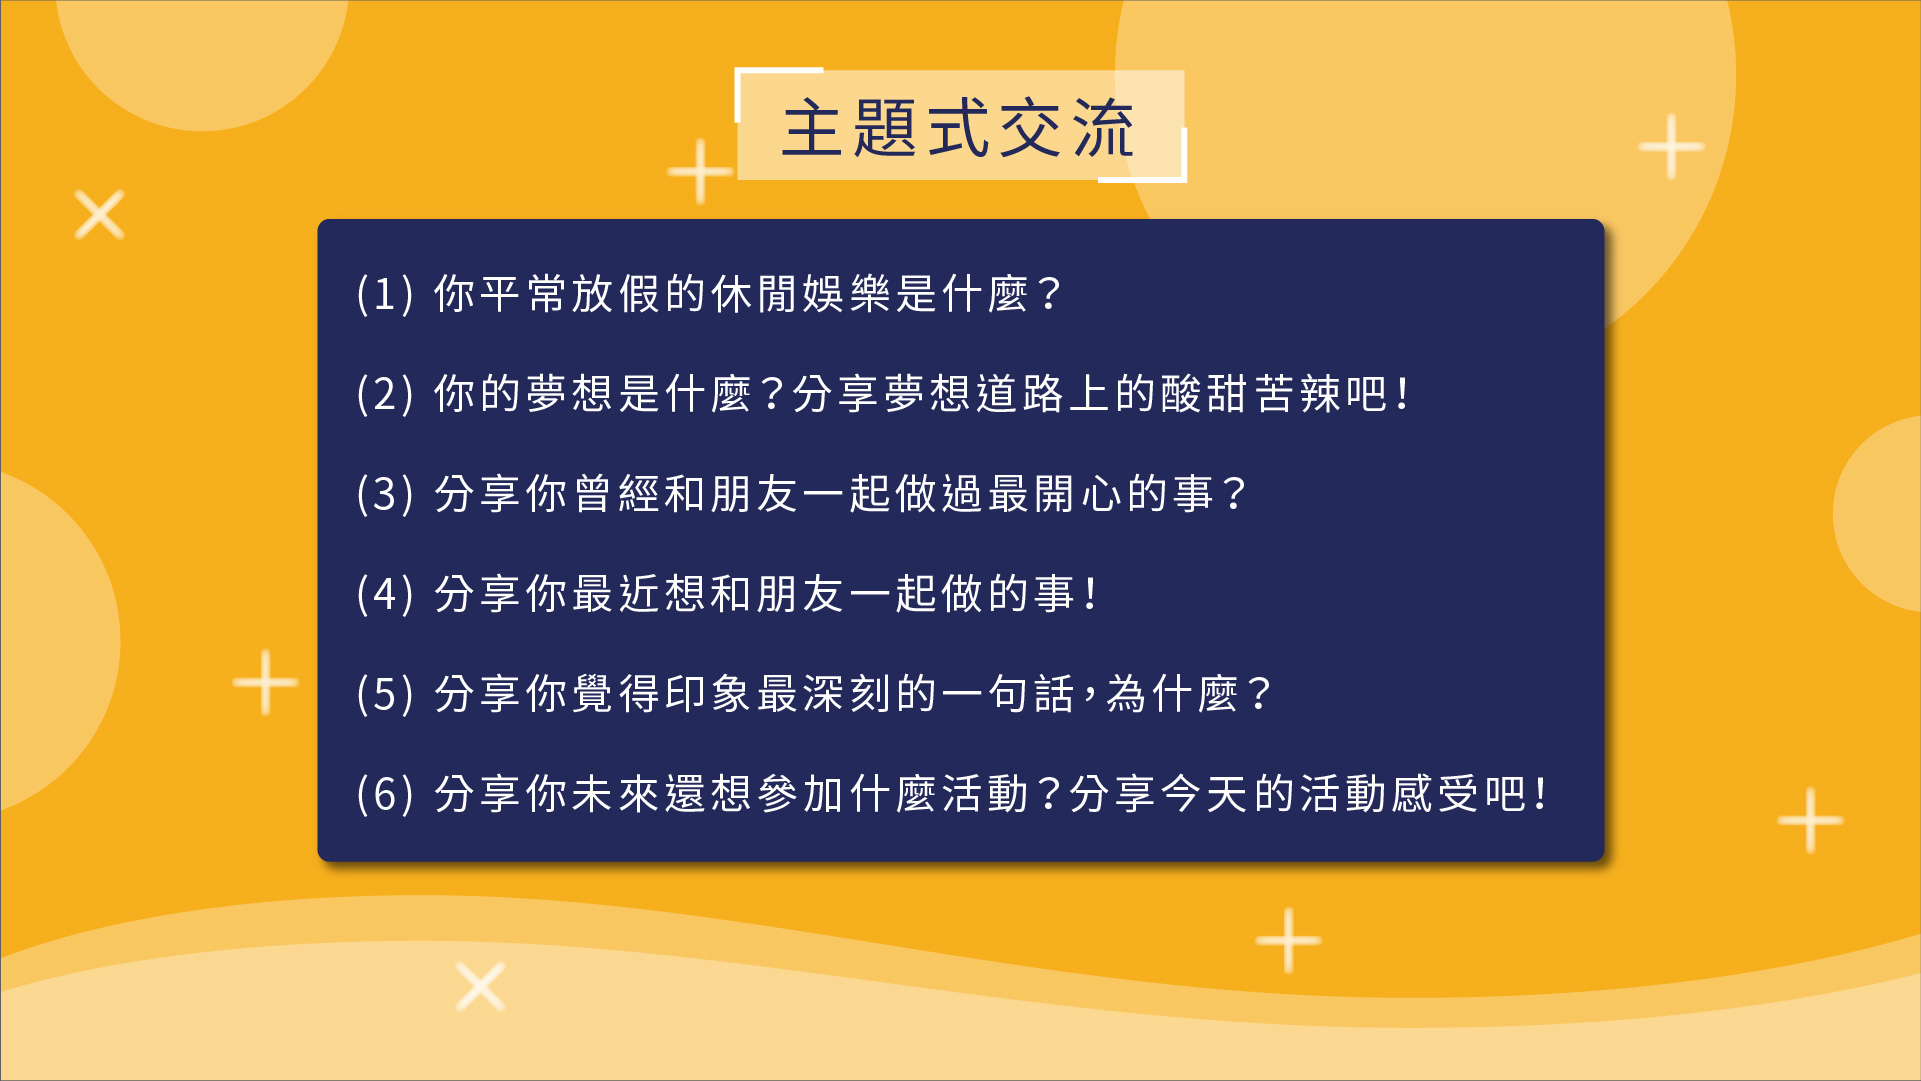 主題式交流
(1) 你平常放假的休閒娛樂是什麼？
(2) 你的夢想是什麼？分享夢想道路上的酸甜苦辣吧！
(3) 分享你曾經和朋友一起做過最開心的事？
(4) 分享你最近想和朋友一起做的事！
(5) 分享你覺得印象最深刻的一句話，為什麼？
(6) 分享你未來還想參加什麼活動？分享今天的活動感受吧！